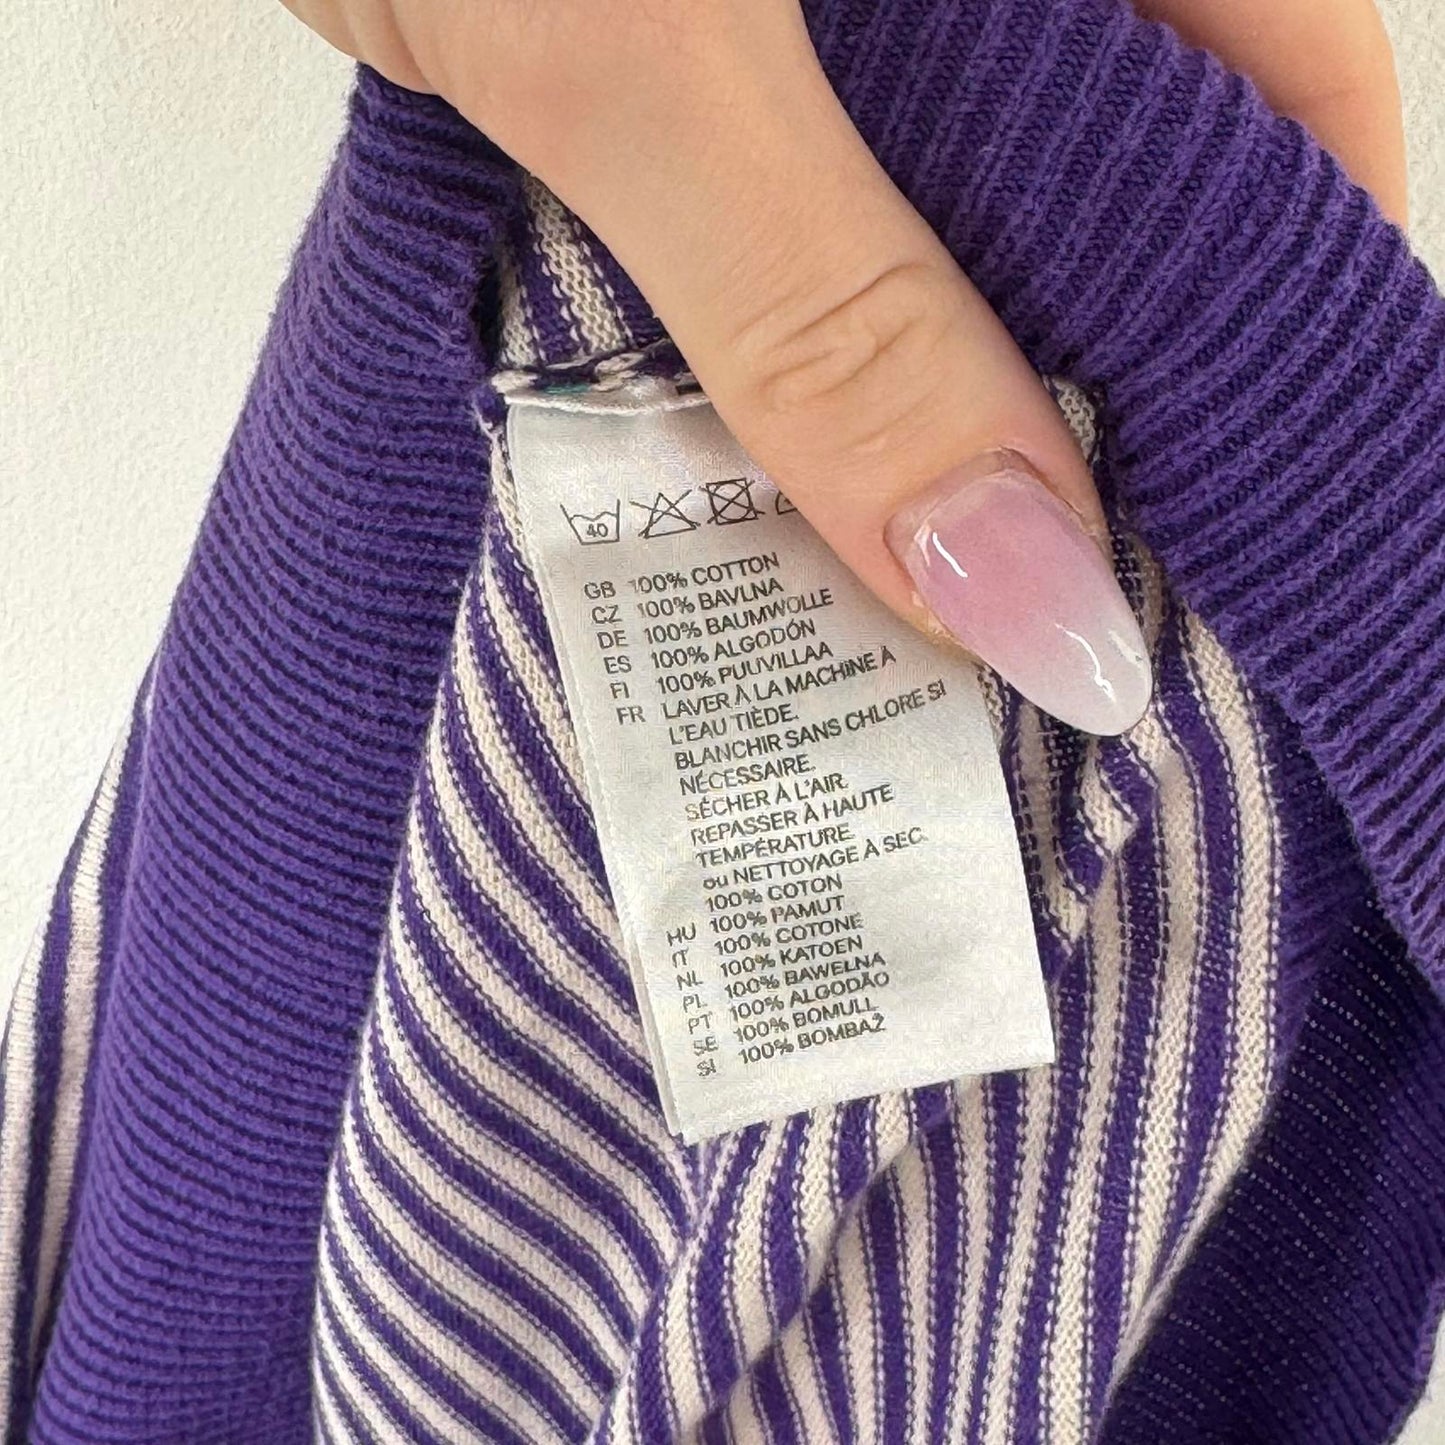 40
GB 100% COTTON
CZ 100% BAVLNA
DE 100% BAUMWOLLE
ES 100% ALGODÓN
FI 100% PUUVILLAA
FR LAVER À LA MACHINE À
L'EAU TIÈDE.
BLANCHIR SANS CHLORE SI
NÉCESSAIRE.
SÉCHER À L'AIR.
REPASSER À HAUTE
TEMPÉRATURE.
ou NETTOYAGE À SEC.
100% COTON
HU 100% PAMUT
IT 100% COTONE
NL 100% KATOEN
PL 100% BAWEŁNA
PT 100% ALGODÃO
SE 100% BOMULL
SI 100% BOMBAŽ